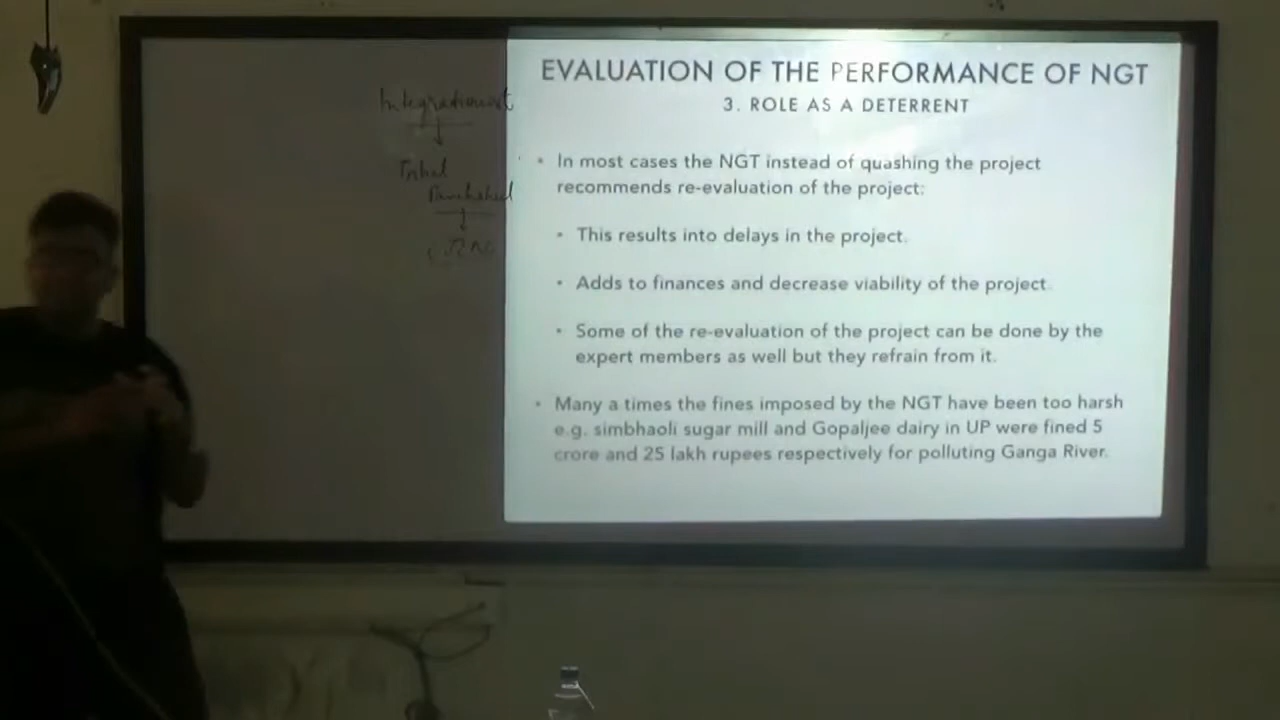 Integrationist
Tribal
Panchsheel
EVALUATION OF THE PERFORMANCE OF NGT
3. ROLE AS A DETERRENT
• In most cases the NGT instead of quashing the project
recommends re-evaluation of the project:
• This results into delays in the project.
• Adds to finances and decrease viability of the project.
• Some of the re-evaluation of the project can be done by the
expert members as well but they refrain from it.
• Many a times the fines imposed by the NGT have been too harsh
e.g. simbhaoli sugar mill and Gopaljee dairy in UP were fined 5
crore and 25 lakh rupees respectively for polluting Ganga River.